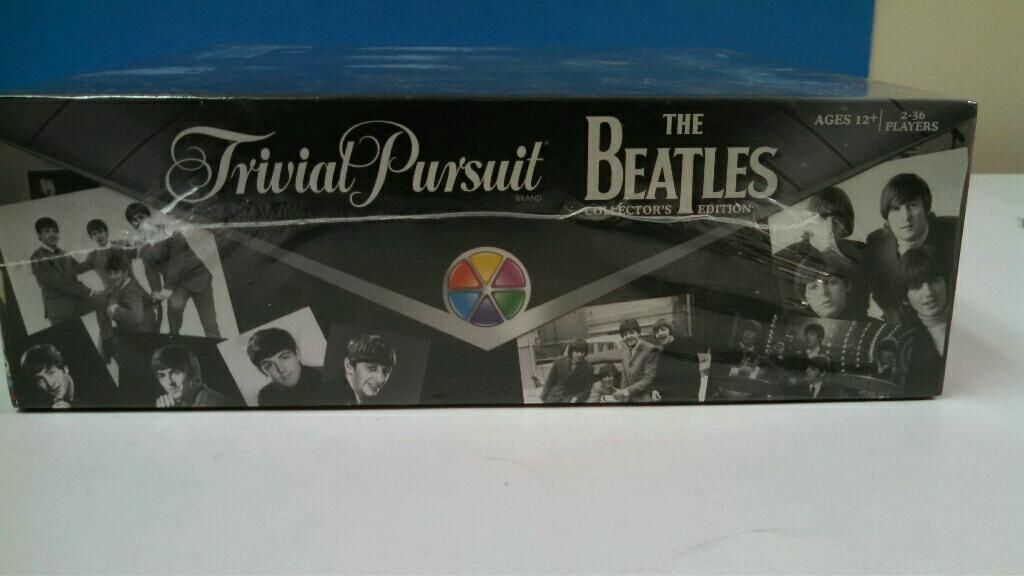 Trivial Pursuit
BRAND
THE
BEATLES
COLLECTOR'S EDITION
AGES 12+
2-36
PLAYERS